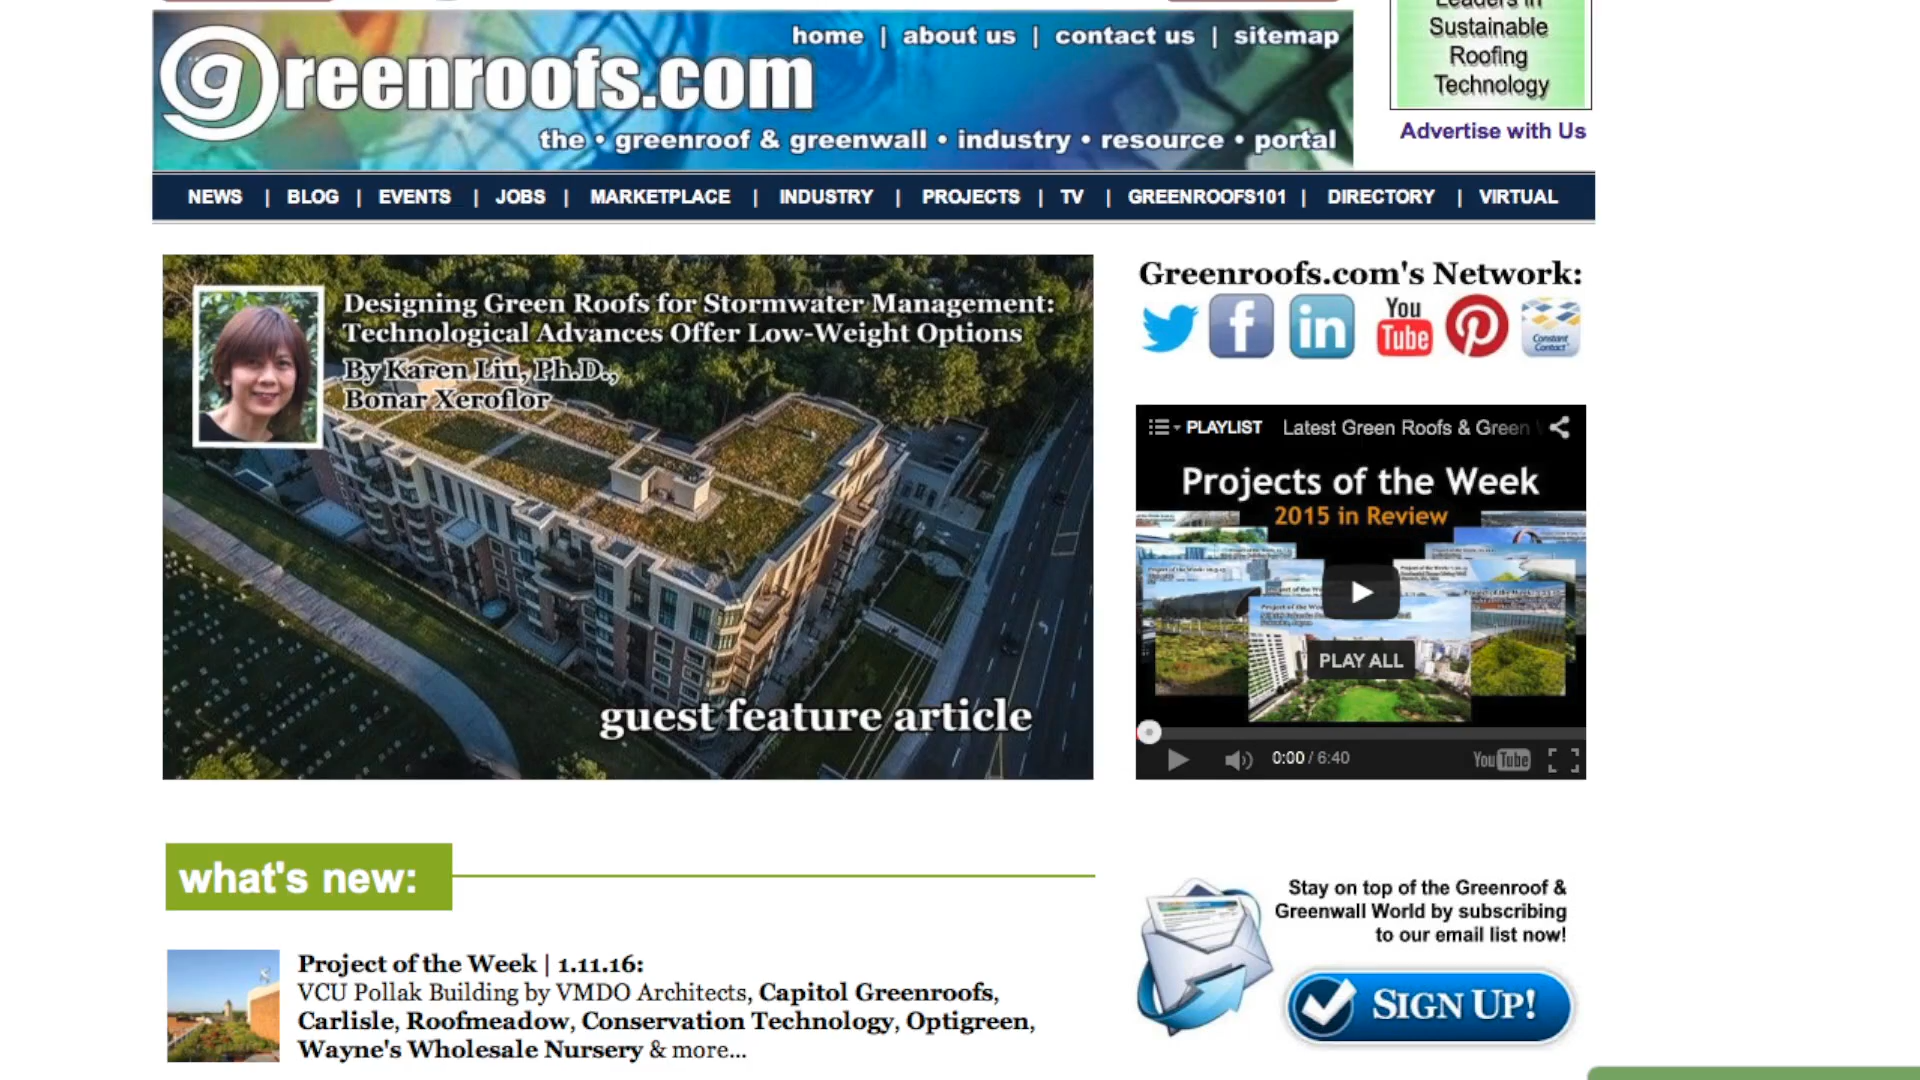 Leaders in
Sustainable
Roofing
Technology
Advertise with Us
home | about us | contact us | sitemap
greenroofs.com
the • greenroof & greenwall • industry • resource • portal
NEWS | BLOG | EVENTS | JOBS | MARKETPLACE | INDUSTRY | PROJECTS | TV | GREENROOFS101 | DIRECTORY | VIRTUAL
Designing Green Roofs for Stormwater Management:
Technological Advances Offer Low-Weight Options
By Karen Liu, Ph.D.,
Bonar Xeroflor
guest feature article
Greenroofs.com's Network:
f
in
You
Tube
Constant
Contact
PLAYLIST Latest Green Roofs & Green
Projects of the Week
2015 in Review
PLAY ALL
0:00 / 6:40
YouTube
what's new:
Project of the Week | 1.11.16:
VCU Pollak Building by VMDO Architects, Capitol Greenroofs,
Carlisle, Roofmeadow, Conservation Technology, Optigreen,
Wayne's Wholesale Nursery & more...
Stay on top of the Greenroof &
Greenwall World by subscribing
to our email list now!
SIGN UP!